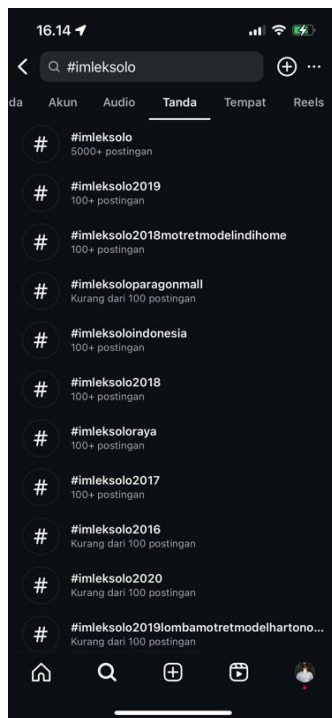 16.14
#imleksolo
da Akun Audio Tanda Tempat Reels
#imleksolo
5000+ postingan
#imleksolo2019
100+ postingan
#imleksolo2018motretmodelindihome
100+ postingan
#imleksoloparagonmall
Kurang dari 100 postingan
#imleksoloindonesia
100+ postingan
#imleksolo2018
100+ postingan
#imleksoloraya
100+ postingan
#imleksolo2017
100+ postingan
#imleksolo2016
Kurang dari 100 postingan
#imleksolo2020
Kurang dari 100 postingan
#imleksolo2019lombamotretmodelhartono...
Kurang dari 100 postingan